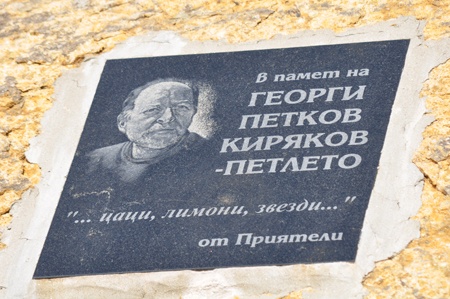 В памет на
ГЕОРГИ
ПЕТКОВ
КИРЯКОВ
-ПЕТЛЕТО
"... цаци, лимони, звезди..."
от Приятели